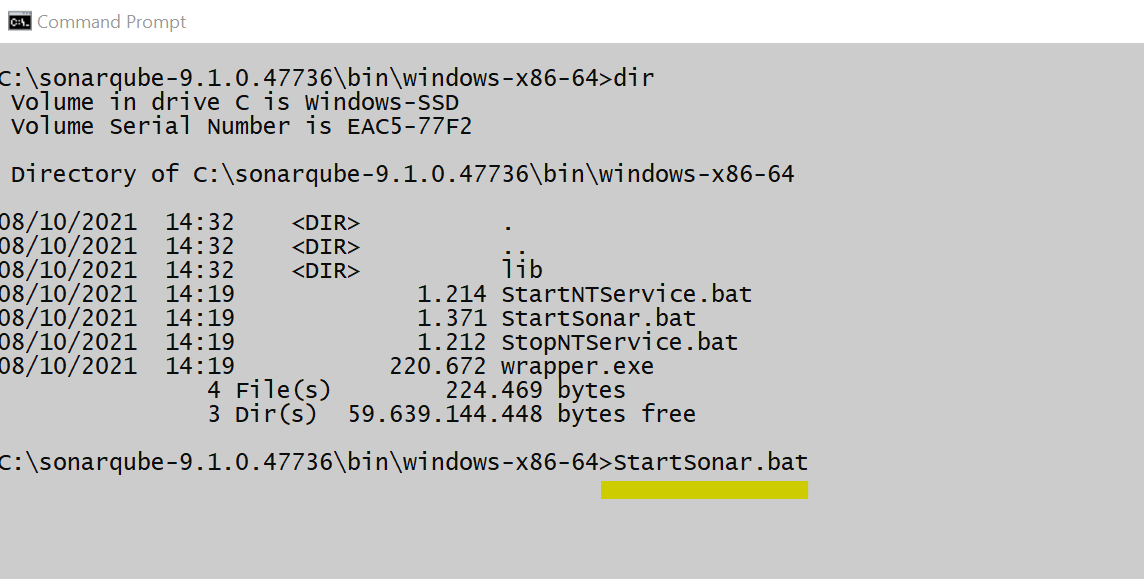 Command Prompt
C:\sonarqube-9.1.0.47736\bin\windows-x86-64>dir
Volume in drive C is Windows-SSD
Volume Serial Number is EAC5-77F2
Directory of C:\sonarqube-9.1.0.47736\bin\windows-x86-64
08/10/2021  14:32    <DIR>          .
08/10/2021  14:32    <DIR>          ..
08/10/2021  14:32    <DIR>          lib
08/10/2021  14:19             1.214 StartNTService.bat
08/10/2021  14:19             1.371 StartSonar.bat
08/10/2021  14:19             1.212 StopNTService.bat
08/10/2021  14:19           220.672 wrapper.exe
4 File(s)        224.469 bytes
3 Dir(s)  59.639.144.448 bytes free
C:\sonarqube-9.1.0.47736\bin\windows-x86-64>StartSonar.bat